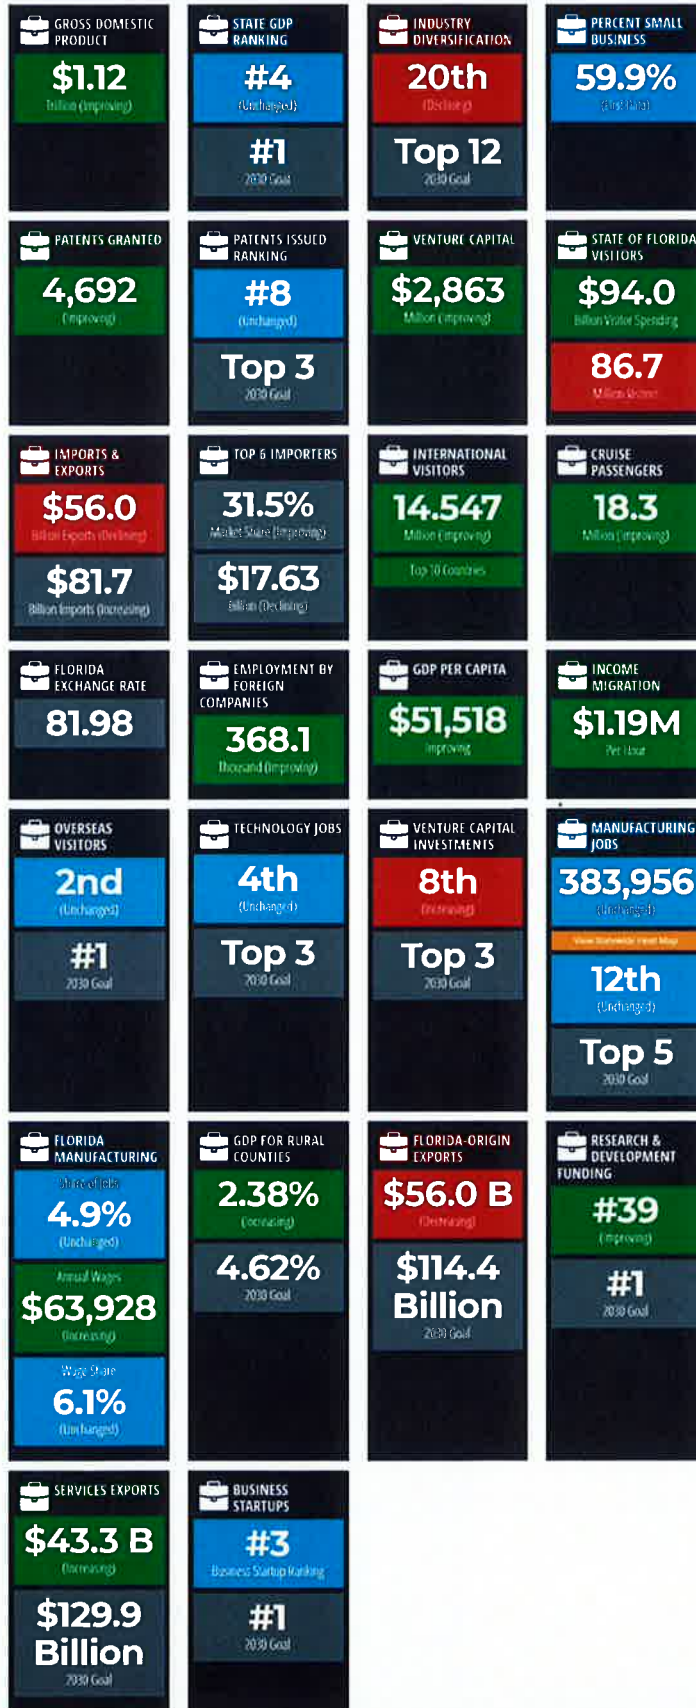 GROSS DOMESTIC
PRODUCT
$1.12
Trillion (Improving)
STATE GDP
RANKING
#4
(Unchanged)
#1
2030 Goal
INDUSTRY
DIVERSIFICATION
20th
(Declining)
Top 12
2030 Goal
PERCENT SMALL
BUSINESS
59.9%
PATENTS GRANTED
4,692
(Improving)
PATENTS ISSUED
RANKING
#8
(Unchanged)
Top 3
2030 Goal
VENTURE CAPITAL
$2,863
Million (Improving)
STATE OF FLORIDA
VISITORS
$94.0
Billion Visitor Spending
86.7
Million Visitors
IMPORTS &
EXPORTS
$56.0
Billion Exports (Declining)
$81.7
Billion Imports (Increasing)
TOP 6 IMPORTERS
31.5%
Market Share (Improving)
$17.63
Billion (Declining)
INTERNATIONAL
VISITORS
14.547
Million (Improving)
Top 10 Countries
CRUISE
PASSENGERS
18.3
Million (Improving)
FLORIDA
EXCHANGE RATE
81.98
EMPLOYMENT BY
FOREIGN
COMPANIES
368.1
Thousand (Improving)
GDP PER CAPITA
$51,518
Improving
INCOME
MIGRATION
$1.19M
Per Hour
OVERSEAS
VISITORS
2nd
(Unchanged)
#1
2030 Goal
TECHNOLOGY JOBS
4th
(Unchanged)
Top 3
2030 Goal
VENTURE CAPITAL
INVESTMENTS
8th
Top 3
2030 Goal
MANUFACTURING
JOBS
383,956
(Unchanged)
View Statewide Heat Map
12th
(Unchanged)
Top 5
2030 Goal
FLORIDA
MANUFACTURING
Share of Jobs
4.9%
(Unchanged)
Annual Wages
$63,928
(Increasing)
Wage Share
6.1%
(Unchanged)
GDP FOR RURAL
COUNTIES
2.38%
(Increasing)
4.62%
2030 Goal
FLORIDA-ORIGIN
EXPORTS
$56.0 B
(Decreasing)
$114.4
Billion
2030 Goal
RESEARCH &
DEVELOPMENT
FUNDING
#39
(Improving)
#1
2030 Goal
SERVICES EXPORTS
$43.3 B
(Increasing)
$129.9
Billion
2030 Goal
BUSINESS
STARTUPS
#3
Business Startup Ranking
#1
2030 Goal